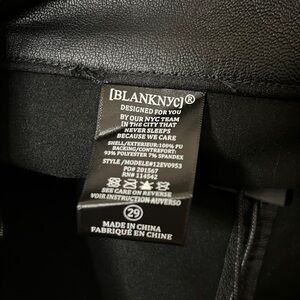 [BLANKNYC]®
DESIGNED FOR YOU
BY OUR NYC TEAM
IN THE CITY THAT
NEVER SLEEPS
BECAUSE WE CARE
SHELL/EXTERIEUR:100% PU
BACKING/CONTREFORT:
93% POLYESTER 7% SPANDEX
STYLE /MODELE#12EV0953
PO# 201567
RN# 114542
SEE CARE ON REVERSE
VOIR INSTRUCTION AUVERSO
29
MADE IN CHINA
FABRIQUÉ EN CHINE